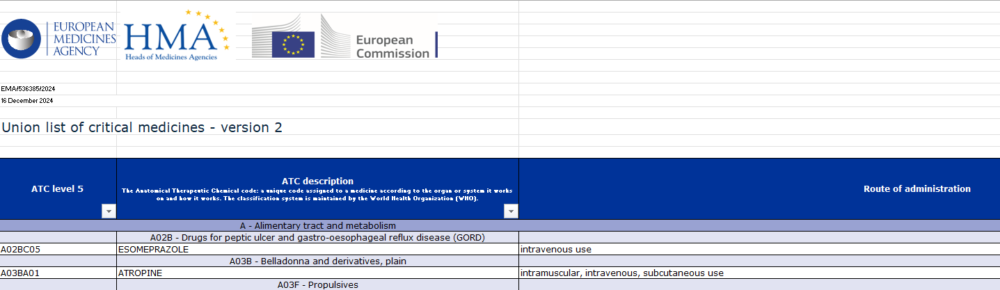 EUROPEAN
MEDICINES
AGENCY
HMA
Heads of Medicines Agencies
European
Commission
EMA/536385/2024
16 December 2024
Union list of critical medicines - version 2
ATC level 5
ATC description
The Anatomical Therapeutic Chemical code: a unique code assigned to a medicine according to the organ or system it works
on and how it works. The classification system is maintained by the World Health Organization (WHO).
Route of administration
A - Alimentary tract and metabolism
A02B - Drugs for peptic ulcer and gastro-oesophageal reflux disease (GORD)
A02BC05 ESOMEPRAZOLE intravenous use
A03B - Belladonna and derivatives, plain
A03BA01 ATROPINE intramuscular, intravenous, subcutaneous use
A03F - Propulsives